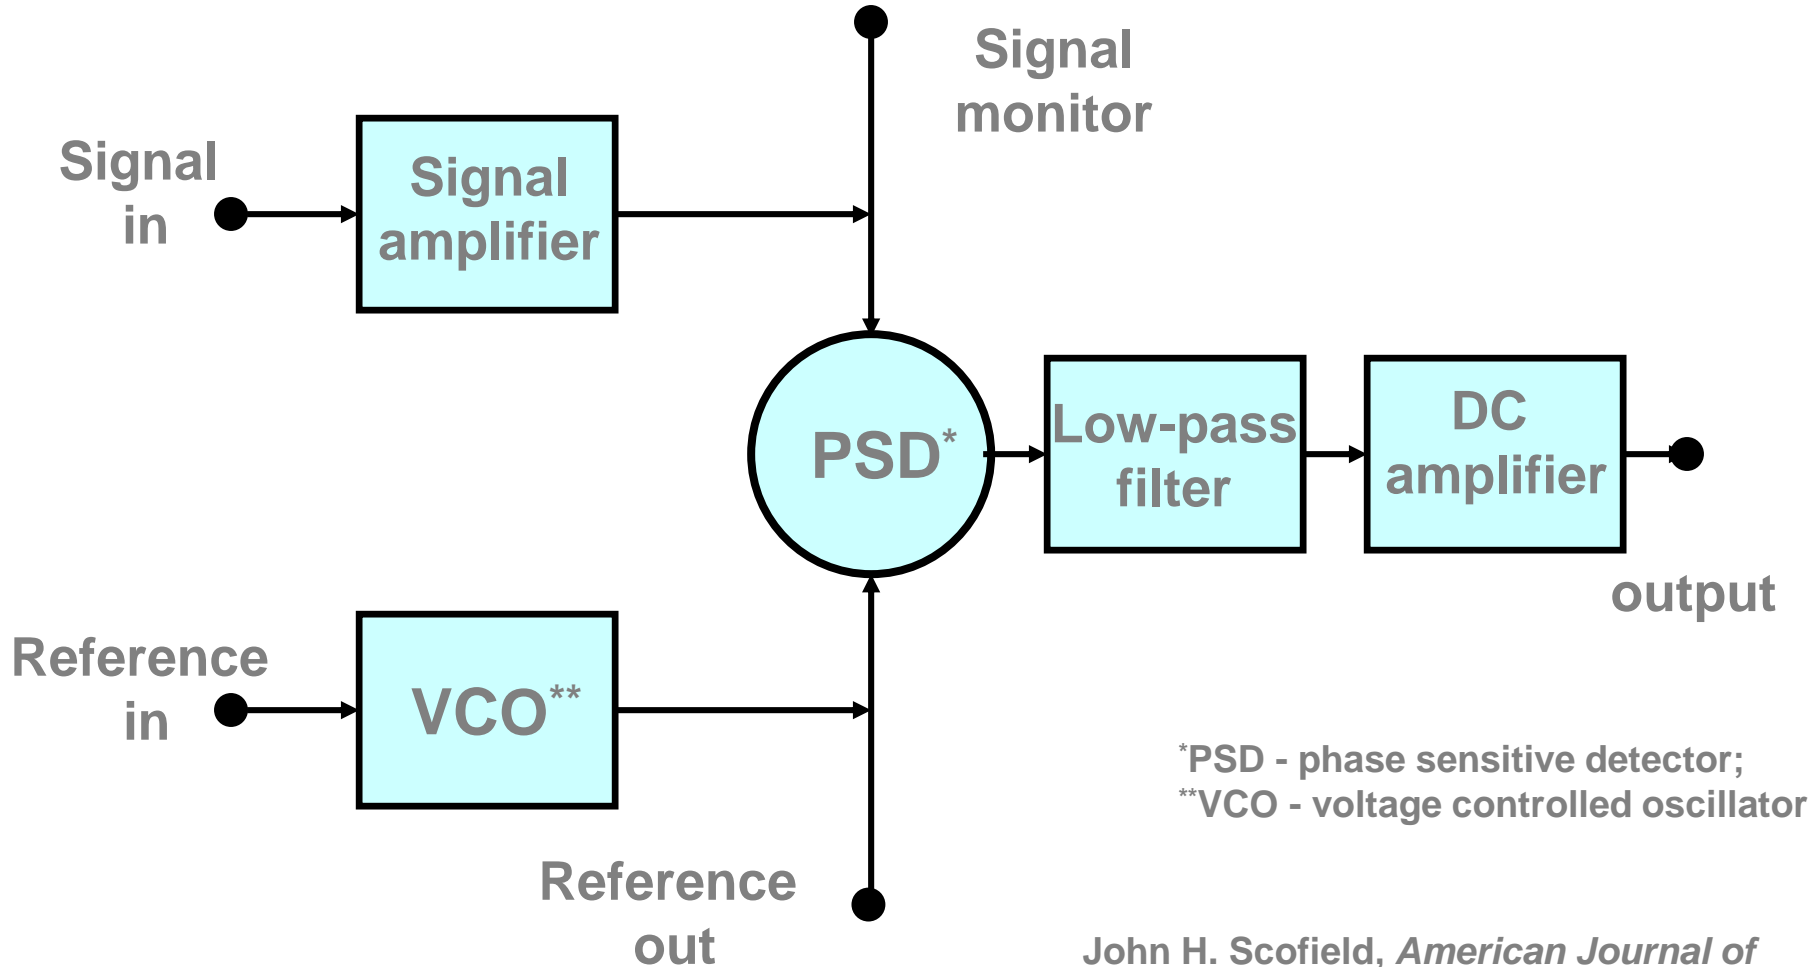 Signal
monitor
Signal
in
Signal
amplifier
PSD*
Low-pass
filter
DC
amplifier
output
Reference
in
VCO**
*PSD - phase sensitive detector;
**VCO - voltage controlled oscillator
Reference
out
John H. Scofield, American Journal of